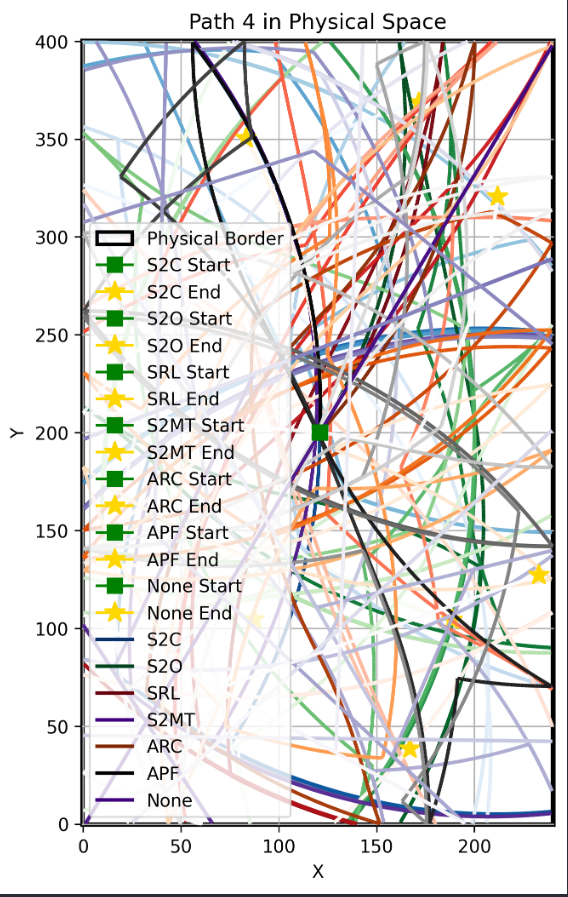 Path 4 in Physical Space
400
350
300
250
200
150
100
50
0
Y
Physical Border
S2C Start
S2C End
S2O Start
S2O End
SRL Start
SRL End
S2MT Start
S2MT End
ARC Start
ARC End
APF Start
APF End
None Start
None End
S2C
S2O
SRL
S2MT
ARC
APF
None
0 50 100 150 200
X